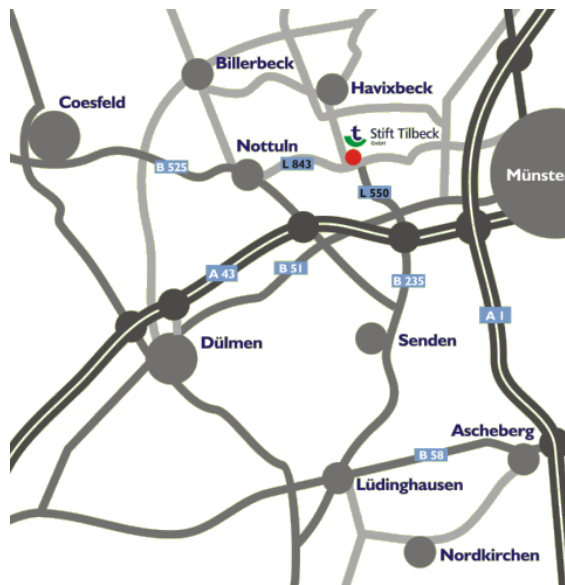 Billerbeck
Havixbeck
Coesfeld
t Stift Tilbeck
GmbH
Nottuln
L 843
B 525
Münster
L 550
A 43
B 51
B 235
A 1
Dülmen
Senden
Ascheberg
B 58
Lüdinghausen
Nordkirchen